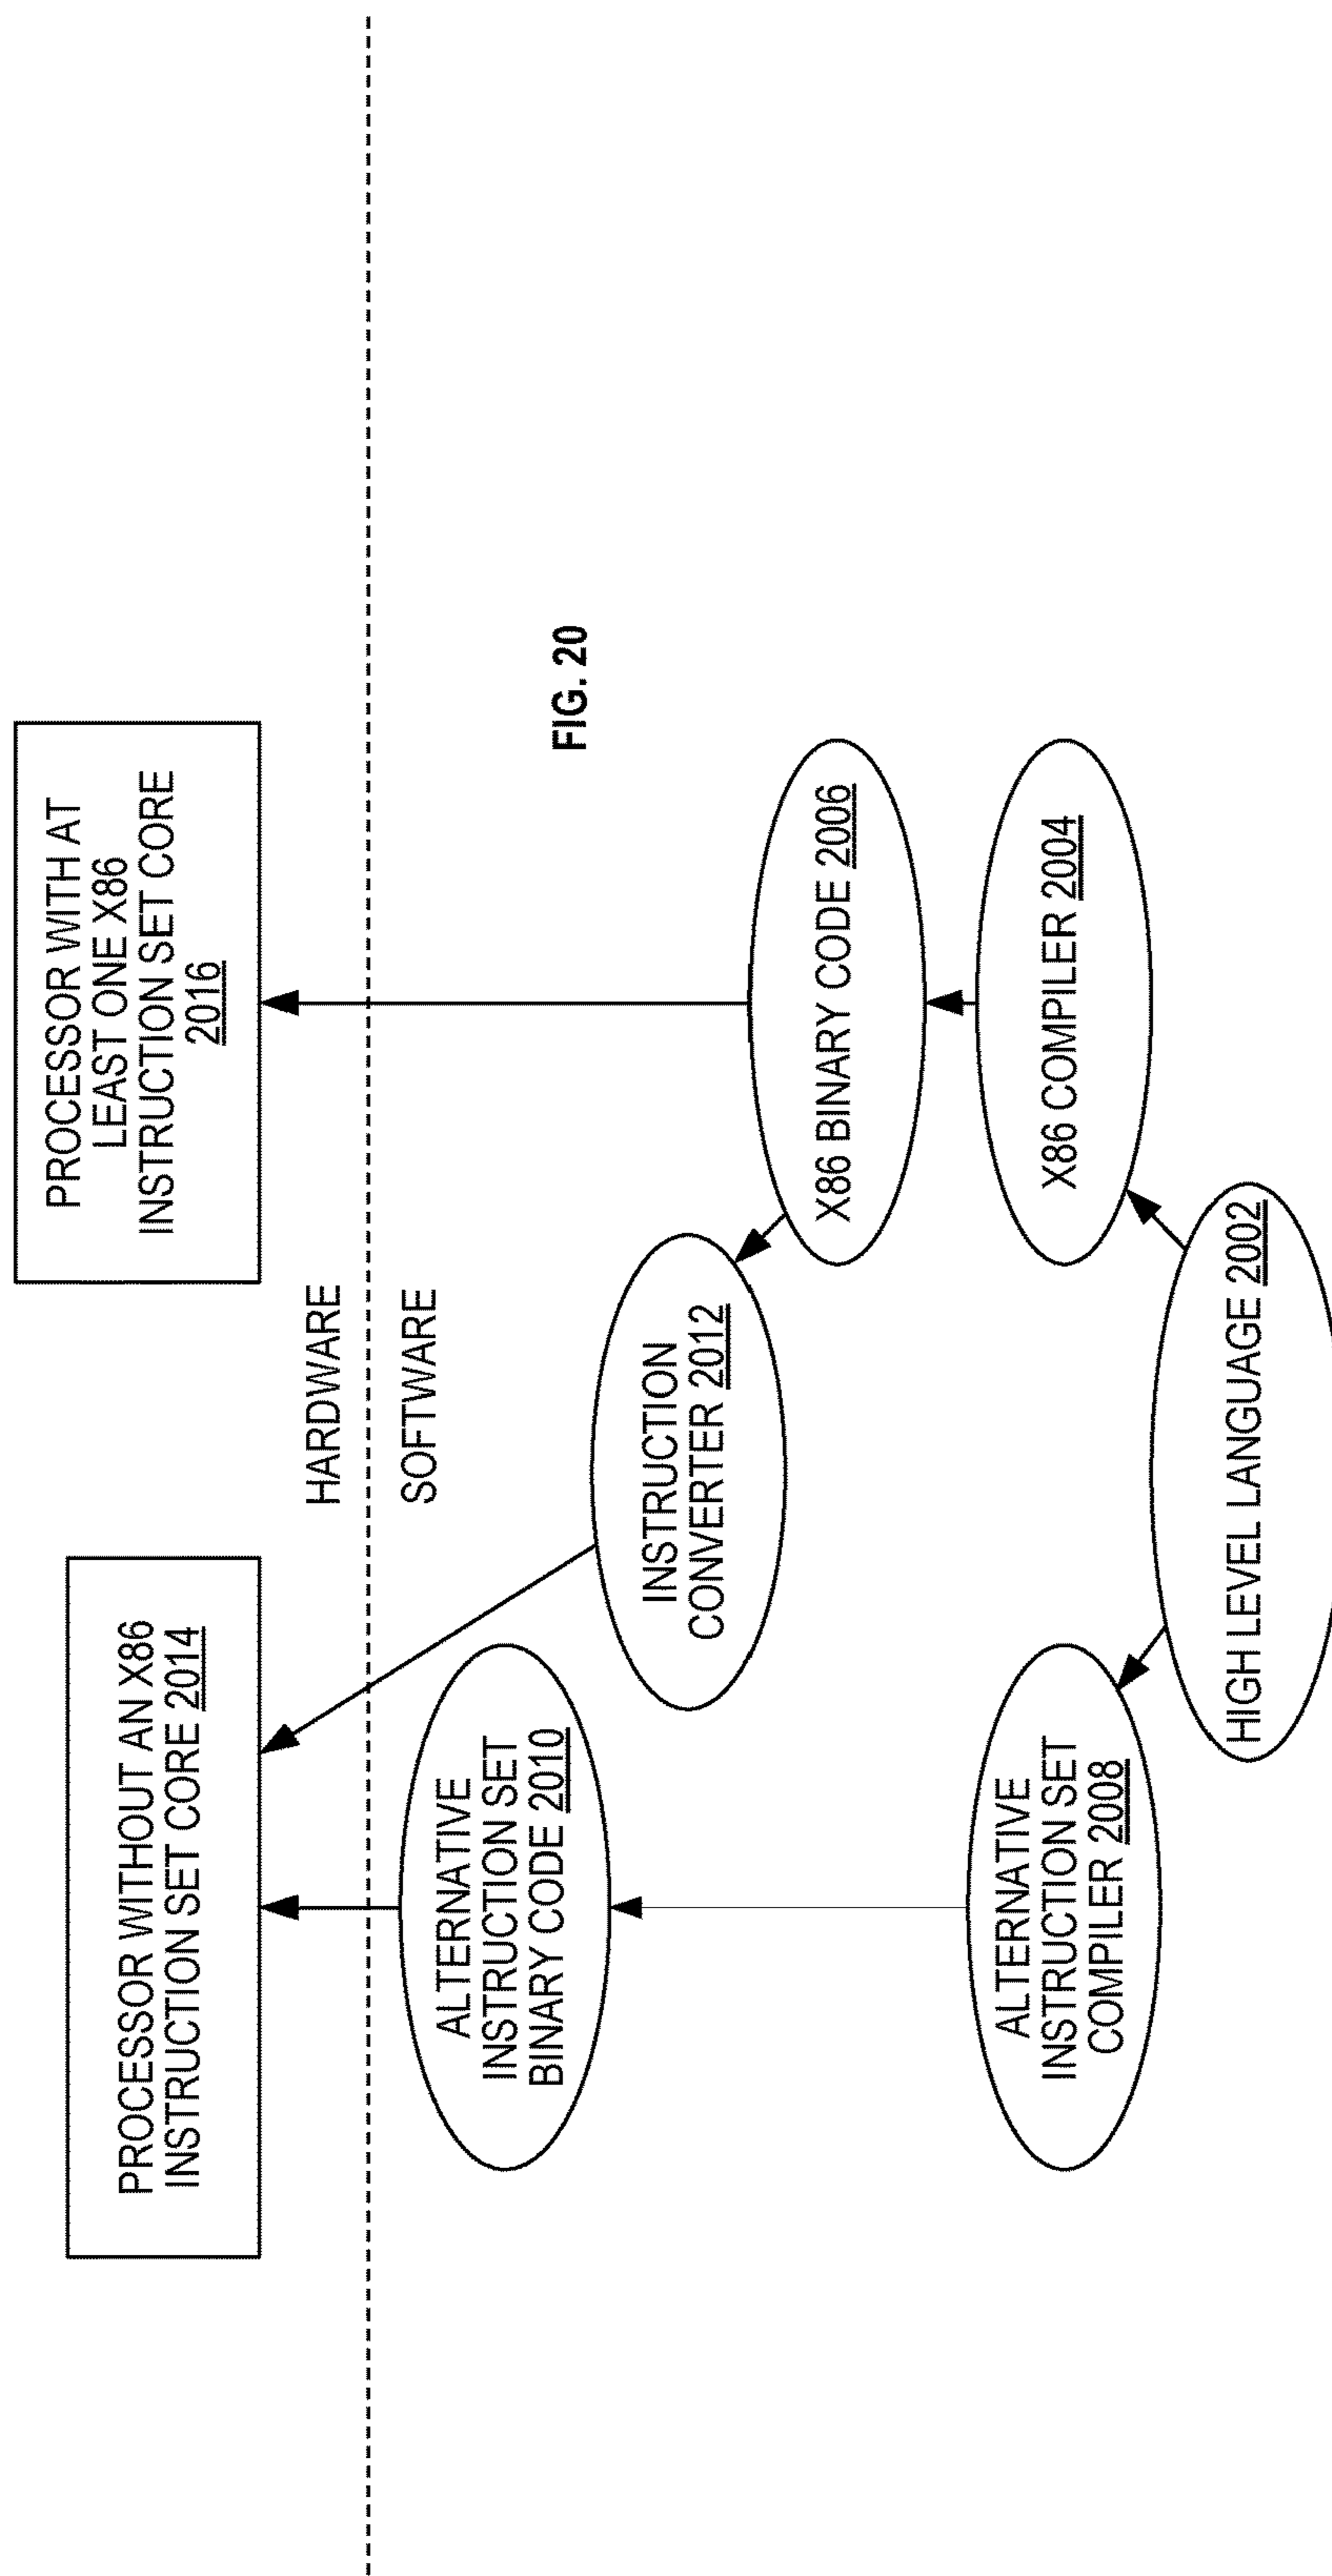 PROCESSOR WITHOUT AN X86
INSTRUCTION SET CORE 2014
PROCESSOR WITH AT
LEAST ONE X86
INSTRUCTION SET CORE
2016
HARDWARE
SOFTWARE
ALTERNATIVE
INSTRUCTION SET
BINARY CODE 2010
FIG. 20
INSTRUCTION
CONVERTER 2012
X86 BINARY CODE 2006
ALTERNATIVE
INSTRUCTION SET
COMPILER 2008
X86 COMPILER 2004
HIGH LEVEL LANGUAGE 2002